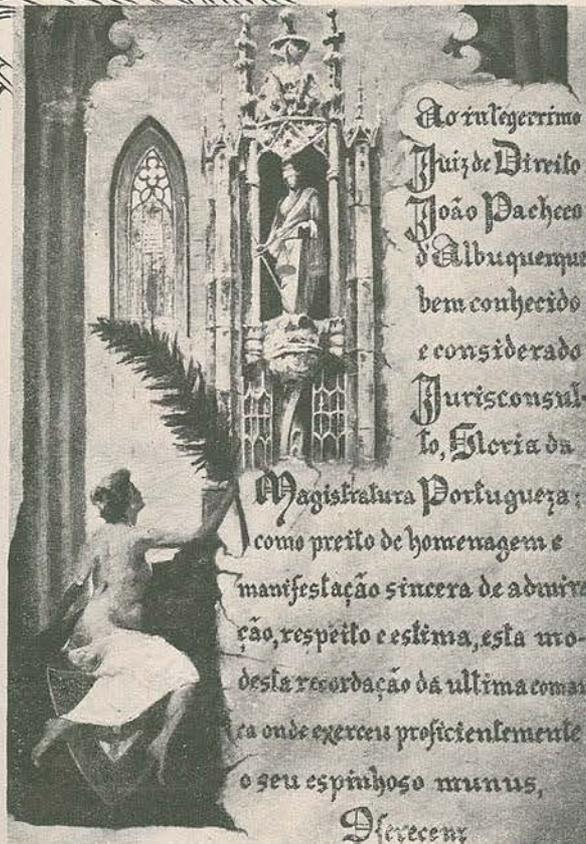 Ao integerrimo
Juiz de Direito
João Pacheco
d'Albuquerque
bem conhecido
e considerado
Jurisconsul-
to, Gloria da
Magistratura Portugueza:
como preito de homenagem e
manifestação sincera de admira
ção, respeito e estima, esta mo-
desta recordação da ultima comar
ca onde exerceu proficientemente
o seu espinhoso munus,
Oferecem